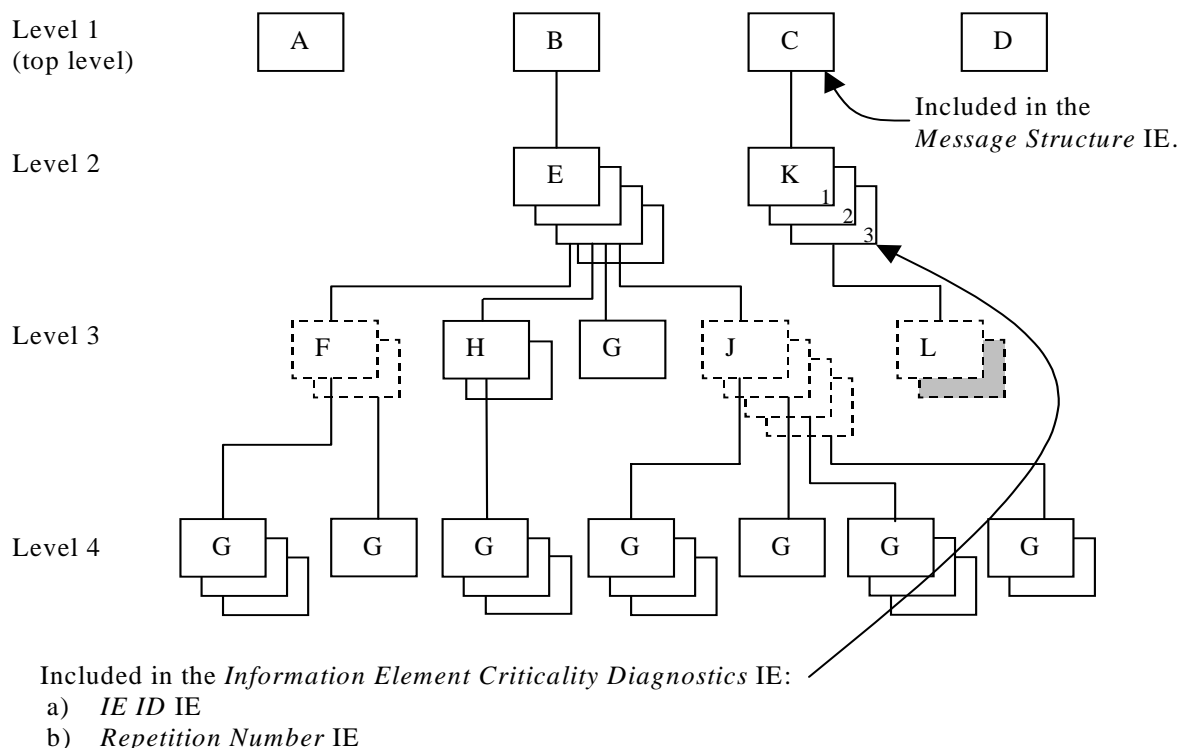 Level 1
(top level)
A
B
C
D
Included in the
Message Structure IE.
Level 2
E
K
1
2
3
Level 3
F
H
G
J
L
Level 4
G
G
G
G
G
G
G
Included in the Information Element Criticality Diagnostics IE:
a) IE ID IE
b) Repetition Number IE